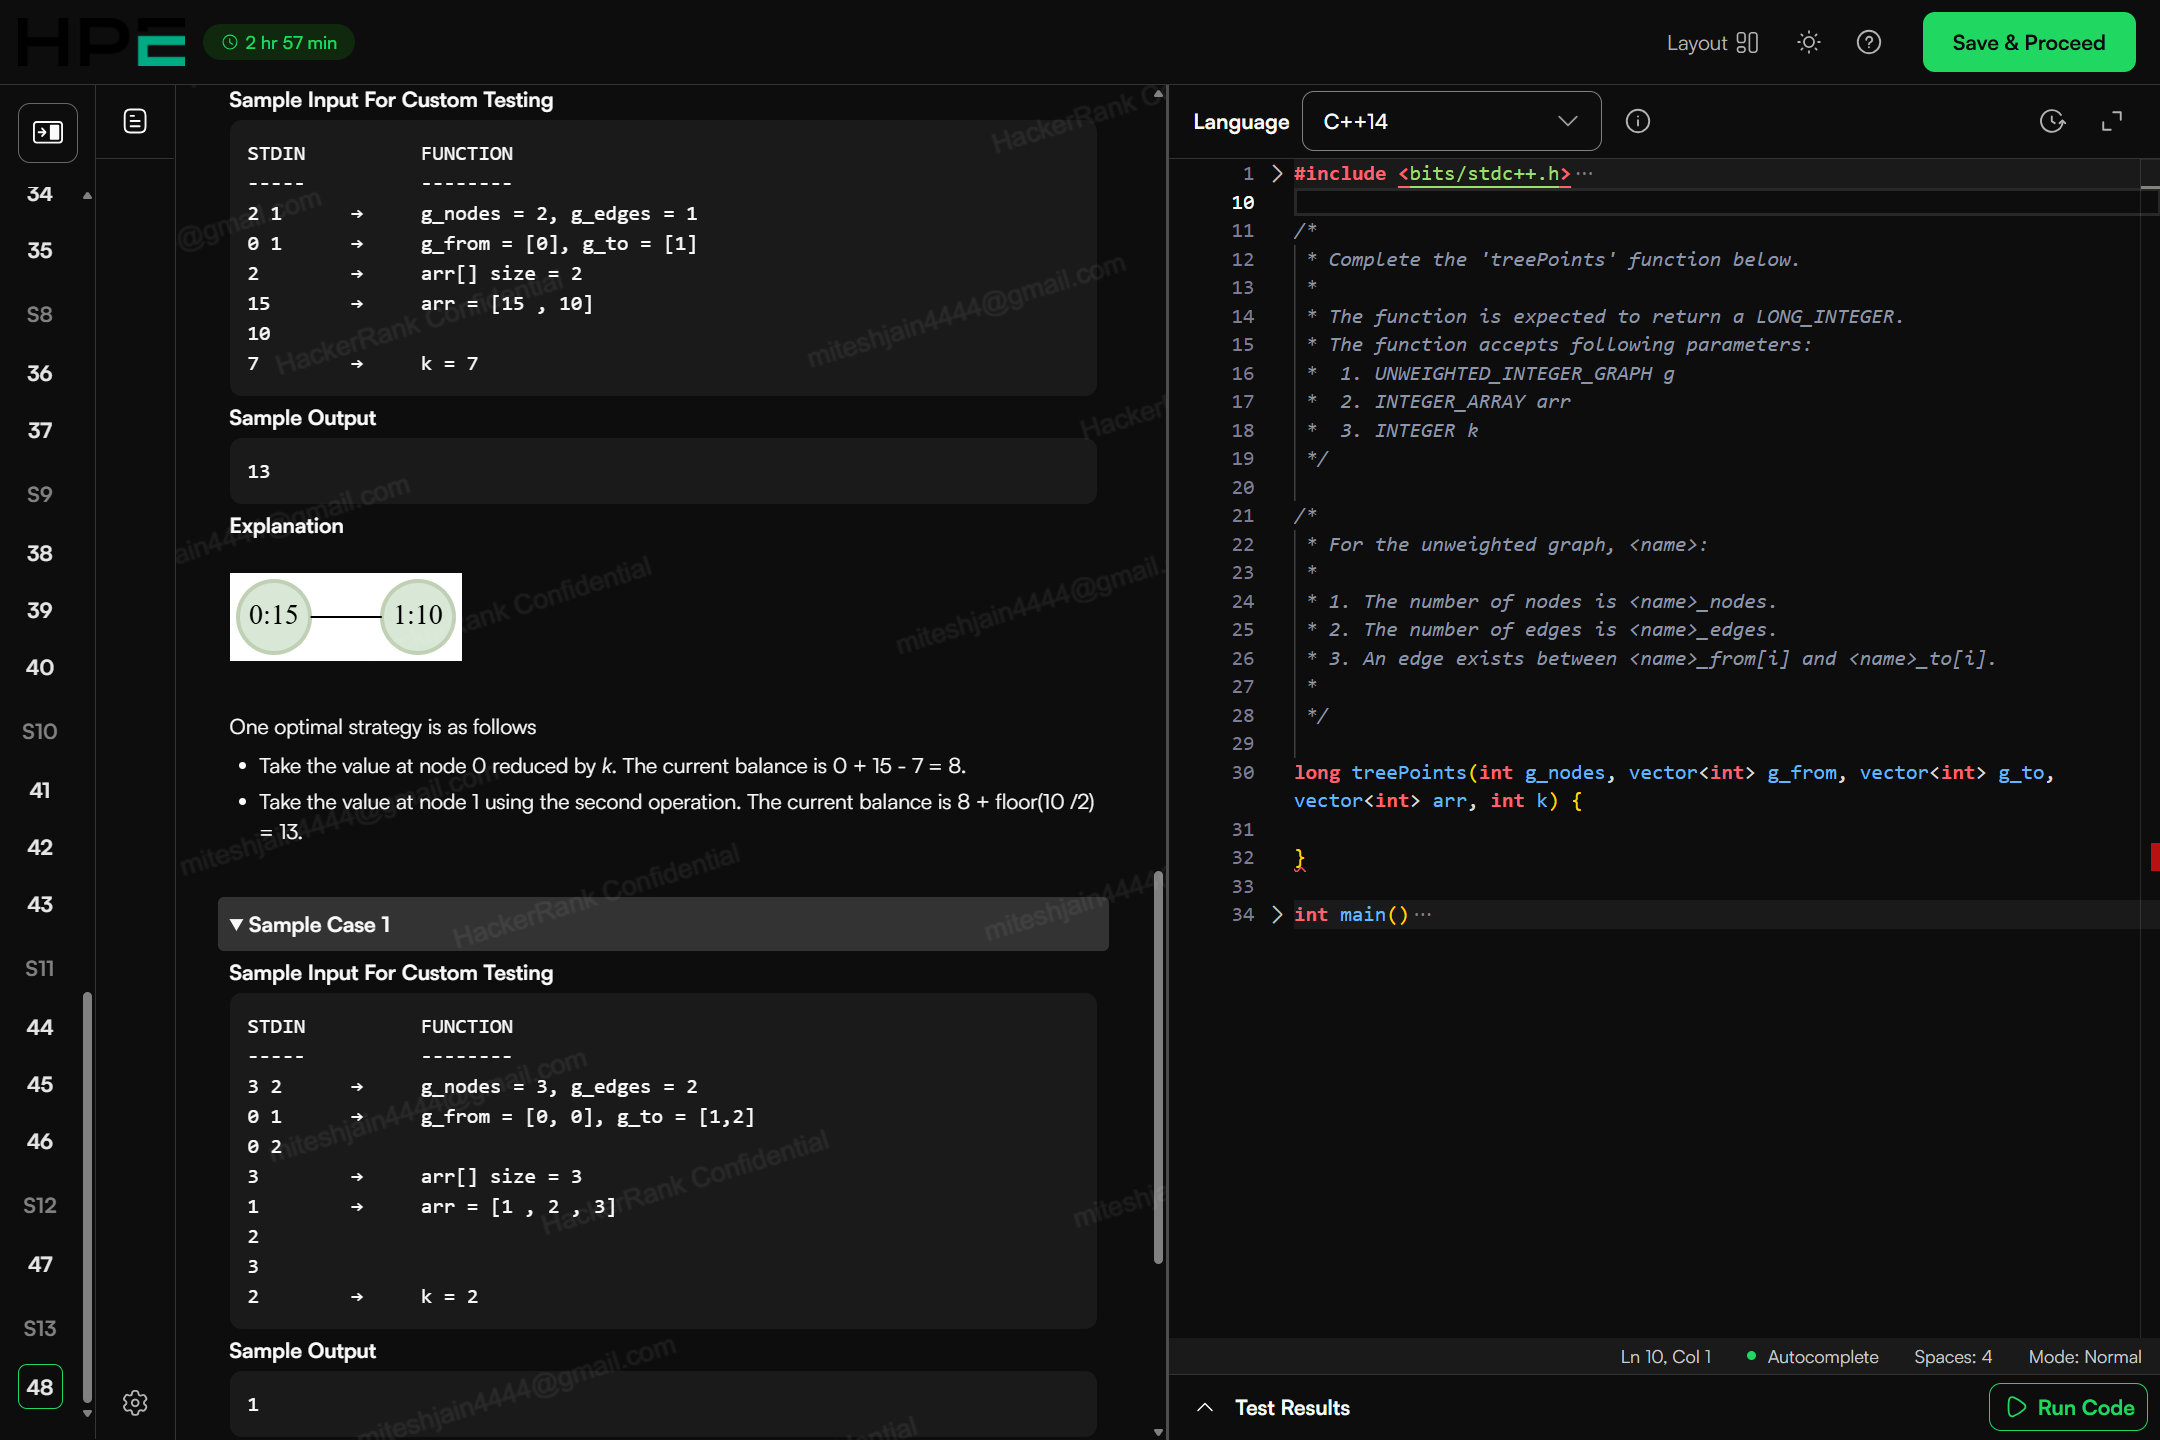 HPE
2 hr 57 min
Layout
Save & Proceed
34
35
S8
36
37
S9
38
39
40
S10
41
42
43
S11
44
45
46
S12
47
S13
48
Sample Input For Custom Testing
STDIN FUNCTION
----- --------
2 1 → g_nodes = 2, g_edges = 1
0 1 → g_from = [0], g_to = [1]
2 → arr[] size = 2
15 → arr = [15 , 10]
10
7 → k = 7
Sample Output
13
Explanation
0:15 1:10
One optimal strategy is as follows
• Take the value at node 0 reduced by k. The current balance is 0 + 15 - 7 = 8.
• Take the value at node 1 using the second operation. The current balance is 8 + floor(10 /2)
= 13.
▼ Sample Case 1
Sample Input For Custom Testing
STDIN FUNCTION
----- --------
3 2 → g_nodes = 3, g_edges = 2
0 1 → g_from = [0, 0], g_to = [1,2]
0 2
3 → arr[] size = 3
1 → arr = [1 , 2 , 3]
2
3
2 → k = 2
Sample Output
1
HackerRank Confidential
miteshjain4444@gmail.com
Language C++14
1 #include <bits/stdc++.h>···
10
11 /*
12 * Complete the 'treePoints' function below.
13 *
14 * The function is expected to return a LONG_INTEGER.
15 * The function accepts following parameters:
16 * 1. UNWEIGHTED_INTEGER_GRAPH g
17 * 2. INTEGER_ARRAY arr
18 * 3. INTEGER k
19 */
20
21 /*
22 * For the unweighted graph, <name>:
23 *
24 * 1. The number of nodes is <name>_nodes.
25 * 2. The number of edges is <name>_edges.
26 * 3. An edge exists between <name>_from[i] and <name>_to[i].
27 *
28 */
29
30 long treePoints(int g_nodes, vector<int> g_from, vector<int> g_to,
vector<int> arr, int k) {
31
32 }
33
34 int main()···
Ln 10, Col 1 Autocomplete Spaces: 4 Mode: Normal
Test Results
Run Code